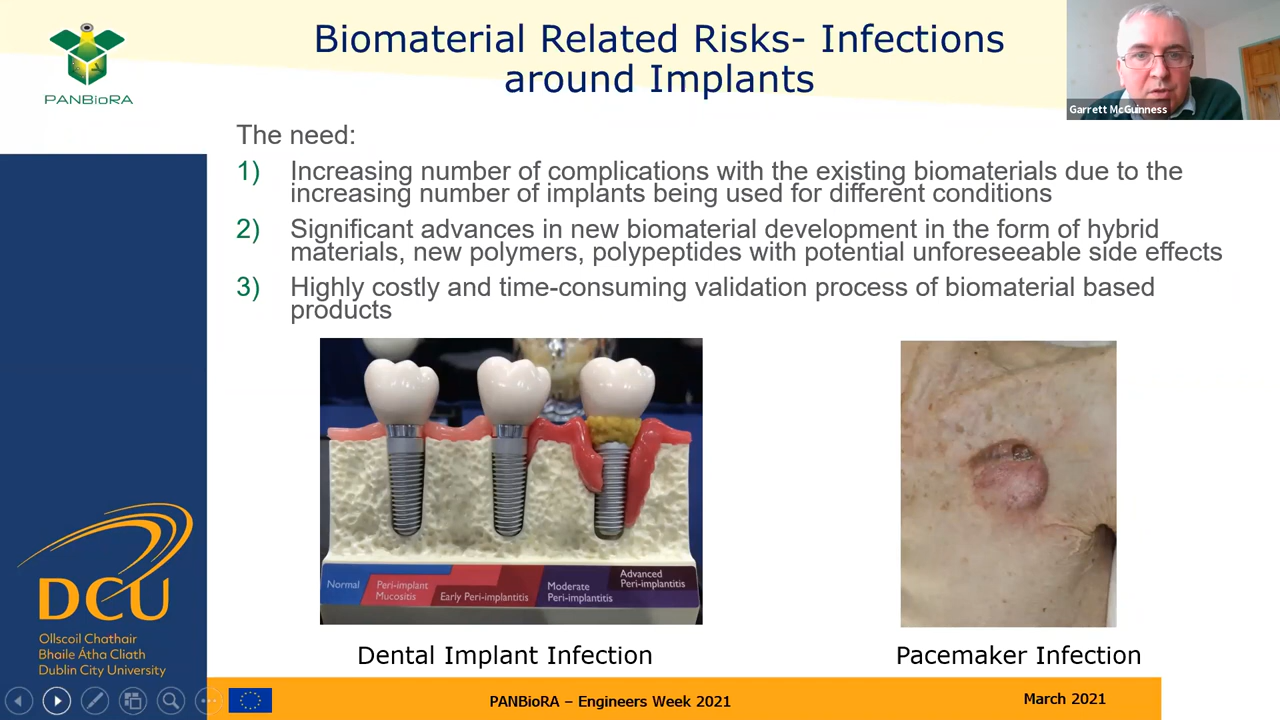 Biomaterial Related Risks- Infections
around Implants
PANBioRA
Garrett McGuinness
The need:
1) Increasing number of complications with the existing biomaterials due to the
increasing number of implants being used for different conditions
2) Significant advances in new biomaterial development in the form of hybrid
materials, new polymers, polypeptides with potential unforeseeable side effects
3) Highly costly and time-consuming validation process of biomaterial based
products
Normal
Peri-implant
Mucositis
Early Peri-implantitis
Moderate
Peri-implantitis
Advanced
Peri-implantitis
Dental Implant Infection
Pacemaker Infection
DCU
Ollscoil Chathair
Bhaile Átha Cliath
Dublin City University
PANBioRA – Engineers Week 2021
March 2021